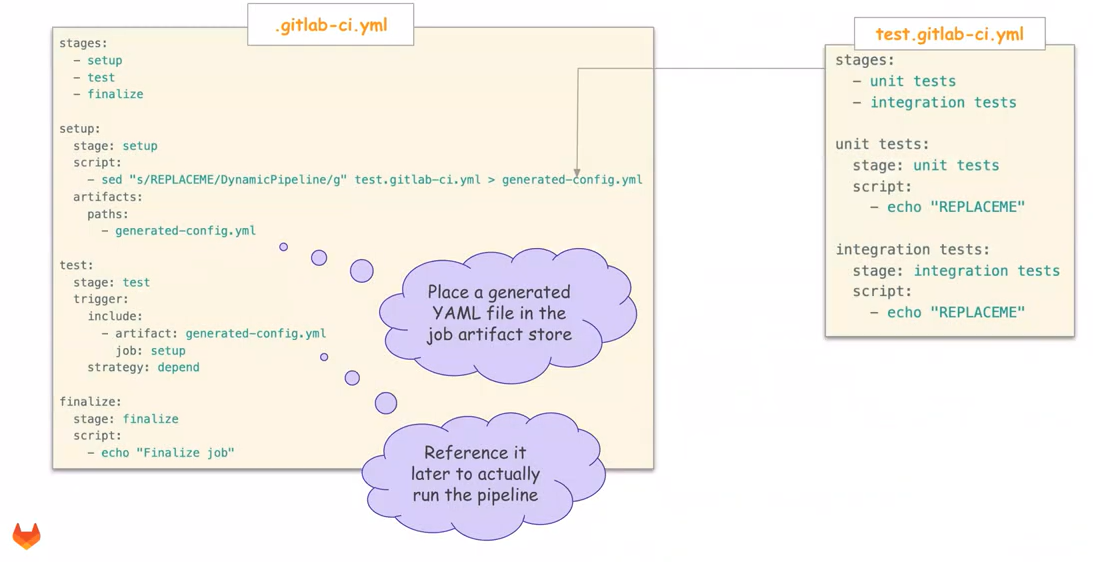 .gitlab-ci.yml
stages:
  - setup
  - test
  - finalize
setup:
  stage: setup
  script:
    - sed "s/REPLACEME/DynamicPipeline/g" test.gitlab-ci.yml > generated-config.yml
  artifacts:
    paths:
      - generated-config.yml
test:
  stage: test
  trigger:
    include:
      - artifact: generated-config.yml
        job: setup
    strategy: depend
finalize:
  stage: finalize
  script:
    - echo "Finalize job"
Place a generated
YAML file in the
job artifact store
Reference it
later to actually
run the pipeline
test.gitlab-ci.yml
stages:
  - unit tests
  - integration tests
unit tests:
  stage: unit tests
  script:
    - echo "REPLACEME"
integration tests:
  stage: integration tests
  script:
    - echo "REPLACEME"